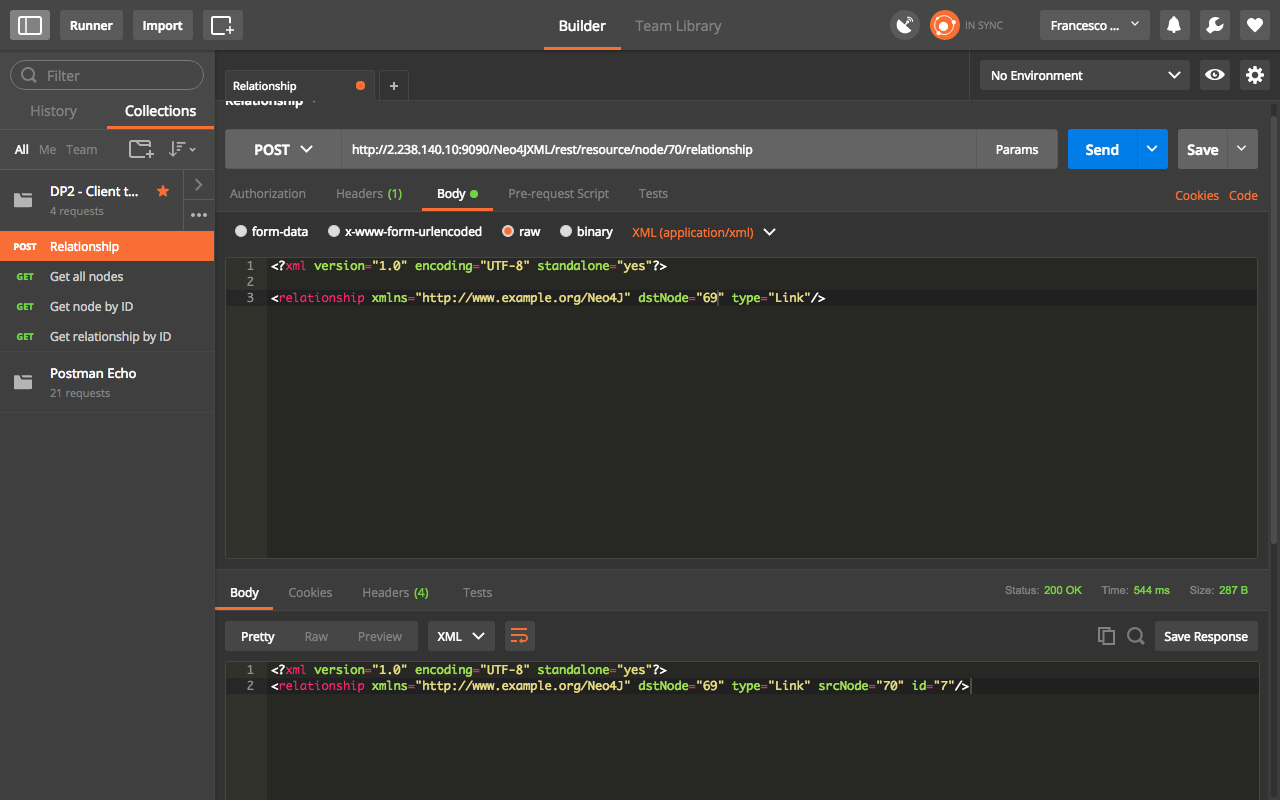 Runner Import Builder Team Library IN SYNC Francesco ...
Filter
History Collections
All Me Team
DP2 - Client t...
4 requests
POST Relationship
GET Get all nodes
GET Get node by ID
GET Get relationship by ID
Postman Echo
21 requests
Relationship
No Environment
Relationship
POST http://2.238.140.10:9090/Neo4JXML/rest/resource/node/70/relationship Params Send Save
Authorization Headers (1) Body Pre-request Script Tests Cookies Code
form-data x-www-form-urlencoded raw binary XML (application/xml)
1 <?xml version="1.0" encoding="UTF-8" standalone="yes"?>
2
3 <relationship xmlns="http://www.example.org/Neo4J" dstNode="69" type="Link"/>
Body Cookies Headers (4) Tests Status: 200 OK Time: 544 ms Size: 287 B
Pretty Raw Preview XML Save Response
1 <?xml version="1.0" encoding="UTF-8" standalone="yes"?>
2 <relationship xmlns="http://www.example.org/Neo4J" dstNode="69" type="Link" srcNode="70" id="7"/>